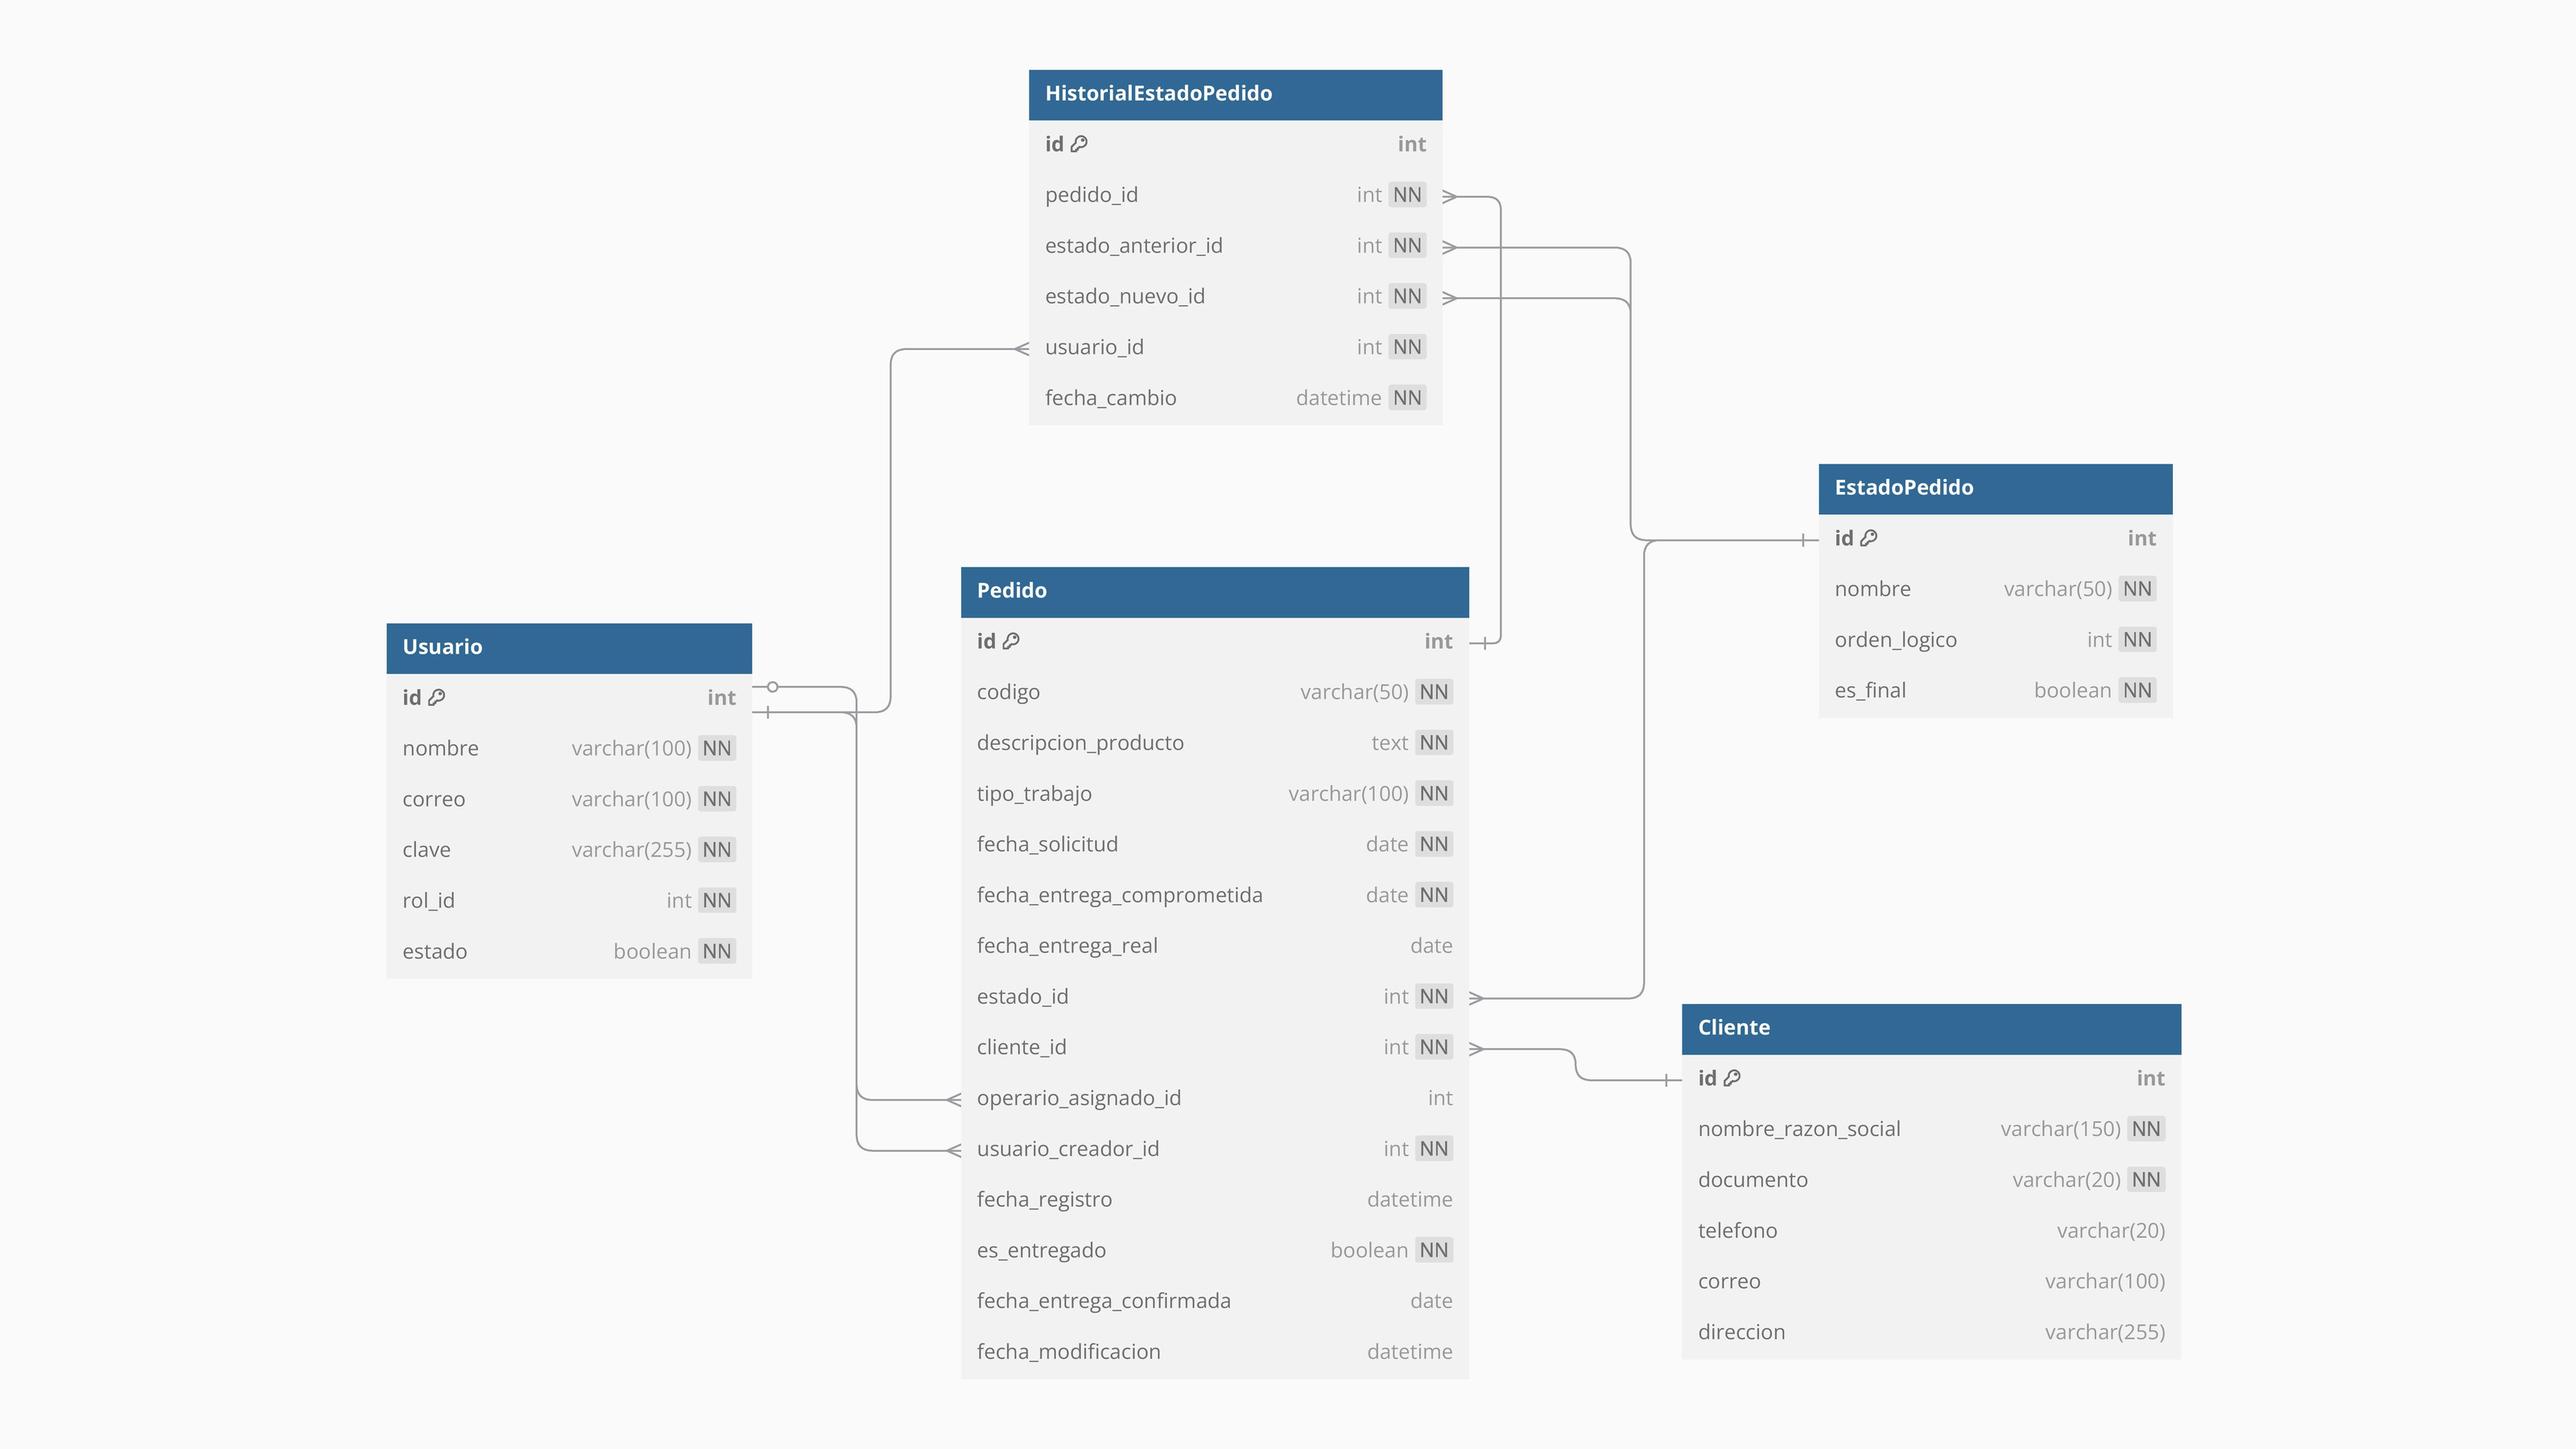 HistorialEstadoPedido
id int
pedido_id int NN
estado_anterior_id int NN
estado_nuevo_id int NN
usuario_id int NN
fecha_cambio datetime NN
EstadoPedido
id int
nombre varchar(50) NN
orden_logico int NN
es_final boolean NN
Pedido
id int
codigo varchar(50) NN
descripcion_producto text NN
tipo_trabajo varchar(100) NN
fecha_solicitud date NN
fecha_entrega_comprometida date NN
fecha_entrega_real date
estado_id int NN
cliente_id int NN
operario_asignado_id int
usuario_creador_id int NN
fecha_registro datetime
es_entregado boolean NN
fecha_entrega_confirmada date
fecha_modificacion datetime
Usuario
id int
nombre varchar(100) NN
correo varchar(100) NN
clave varchar(255) NN
rol_id int NN
estado boolean NN
Cliente
id int
nombre_razon_social varchar(150) NN
documento varchar(20) NN
telefono varchar(20)
correo varchar(100)
direccion varchar(255)